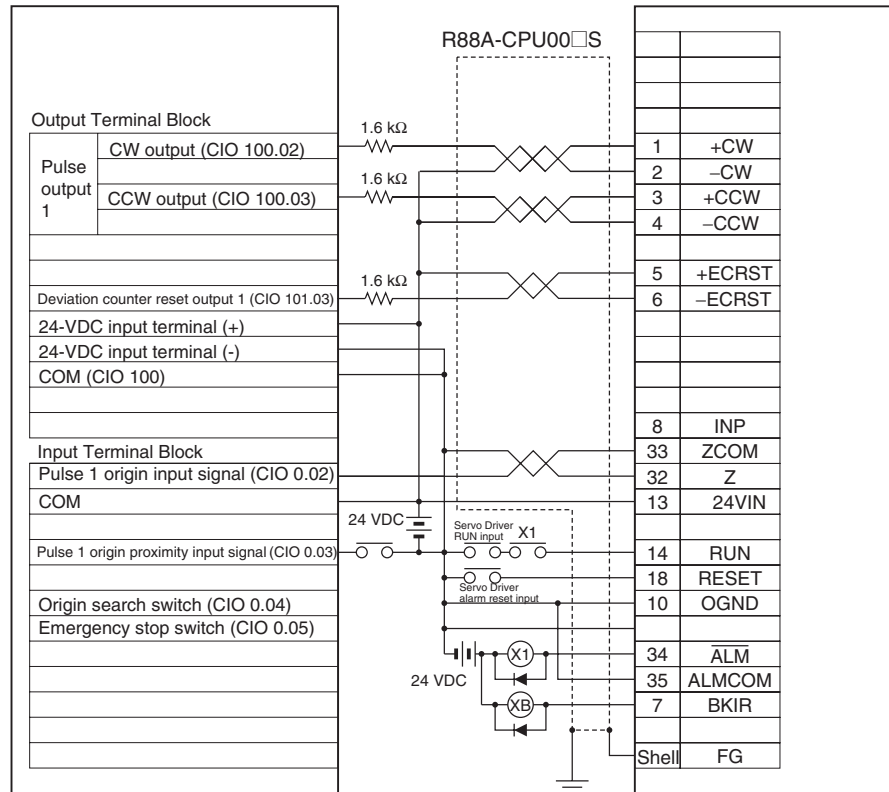 R88A-CPU00□S
Output Terminal Block
Pulse output 1
CW output (CIO 100.02)
CCW output (CIO 100.03)
1.6 kΩ
1.6 kΩ
1.6 kΩ
1 +CW
2 −CW
3 +CCW
4 −CCW
5 +ECRST
6 −ECRST
Deviation counter reset output 1 (CIO 101.03)
24-VDC input terminal (+)
24-VDC input terminal (-)
COM (CIO 100)
8 INP
Input Terminal Block
33 ZCOM
Pulse 1 origin input signal (CIO 0.02)
32 Z
COM
13 24VIN
24 VDC
Servo Driver
RUN input
X1
Pulse 1 origin proximity input signal (CIO 0.03)
14 RUN
18 RESET
Servo Driver
alarm reset input
Origin search switch (CIO 0.04)
10 OGND
Emergency stop switch (CIO 0.05)
X1
34 ALM
24 VDC
35 ALMCOM
XB
7 BKIR
Shell FG